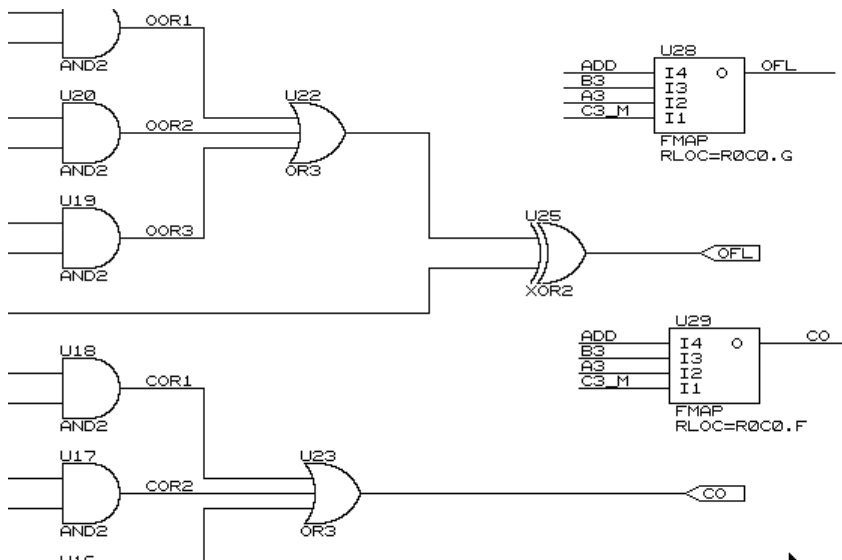 OOR1
AND2
U20
OOR2
AND2
U22
OR3
U19
OOR3
AND2
U28
ADD
B3
A3
C3_M
I4
I3
I2
I1
O
OFL
FMAP
RLOC=R0C0.G
U25
XOR2
OFL
U18
COR1
AND2
U29
ADD
B3
A3
C3_M
I4
I3
I2
I1
O
CO
FMAP
RLOC=R0C0.F
U17
COR2
AND2
U23
OR3
CO